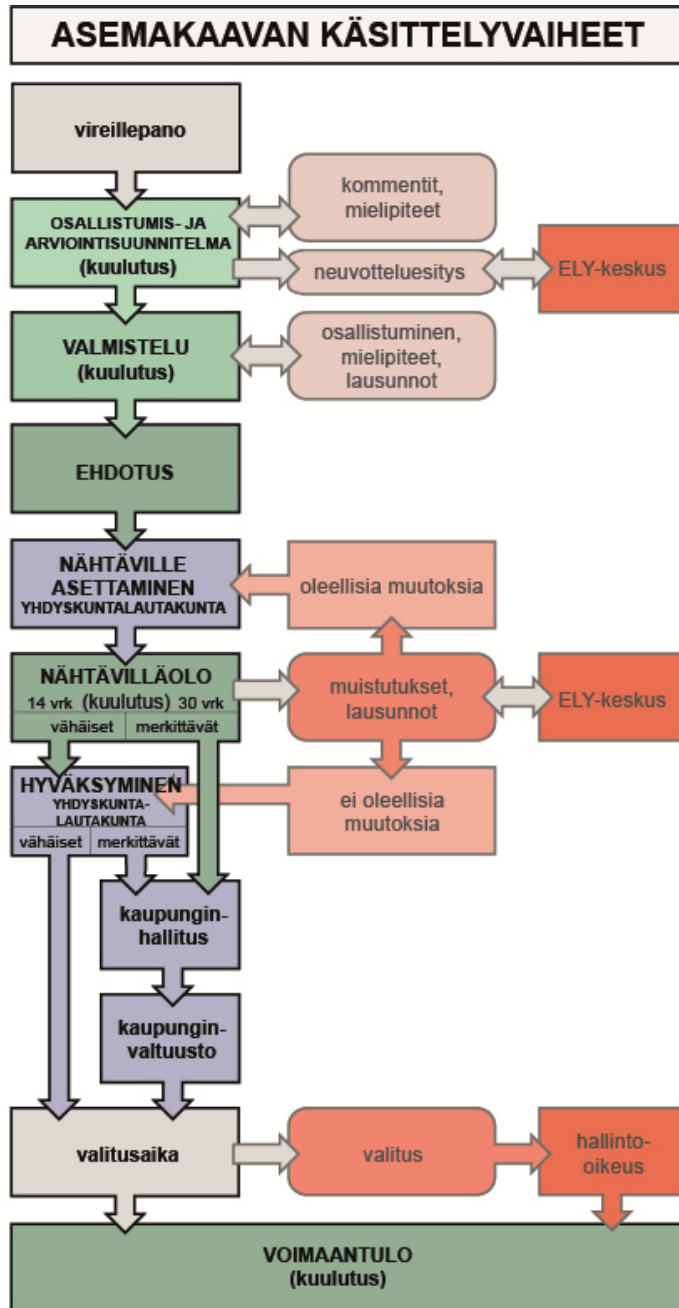 ASEMAKAAVAN KÄSITTELYVAIHEET
vireillepano
kommentit,
mielipiteet
OSALLISTUMIS- JA
ARVIOINTISUUNNITELMA
(kuulutus)
neuvotteluesitys
ELY-keskus
VALMISTELU
(kuulutus)
osallistuminen,
mielipiteet,
lausunnot
EHDOTUS
NÄHTÄVILLE
ASETTAMINEN
YHDYSKUNTALAUTAKUNTA
oleellisia muutoksia
NÄHTÄVILLÄOLO
14 vrk (kuulutus) 30 vrk
vähäiset merkittävät
muistutukset,
lausunnot
ELY-keskus
HYVÄKSYMINEN
YHDYSKUNTA-
LAUTAKUNTA
vähäiset merkittävät
ei oleellisia
muutoksia
kaupungin-
hallitus
kaupungin-
valtuusto
valitusaika
valitus
hallinto-
oikeus
VOIMAANTULO
(kuulutus)